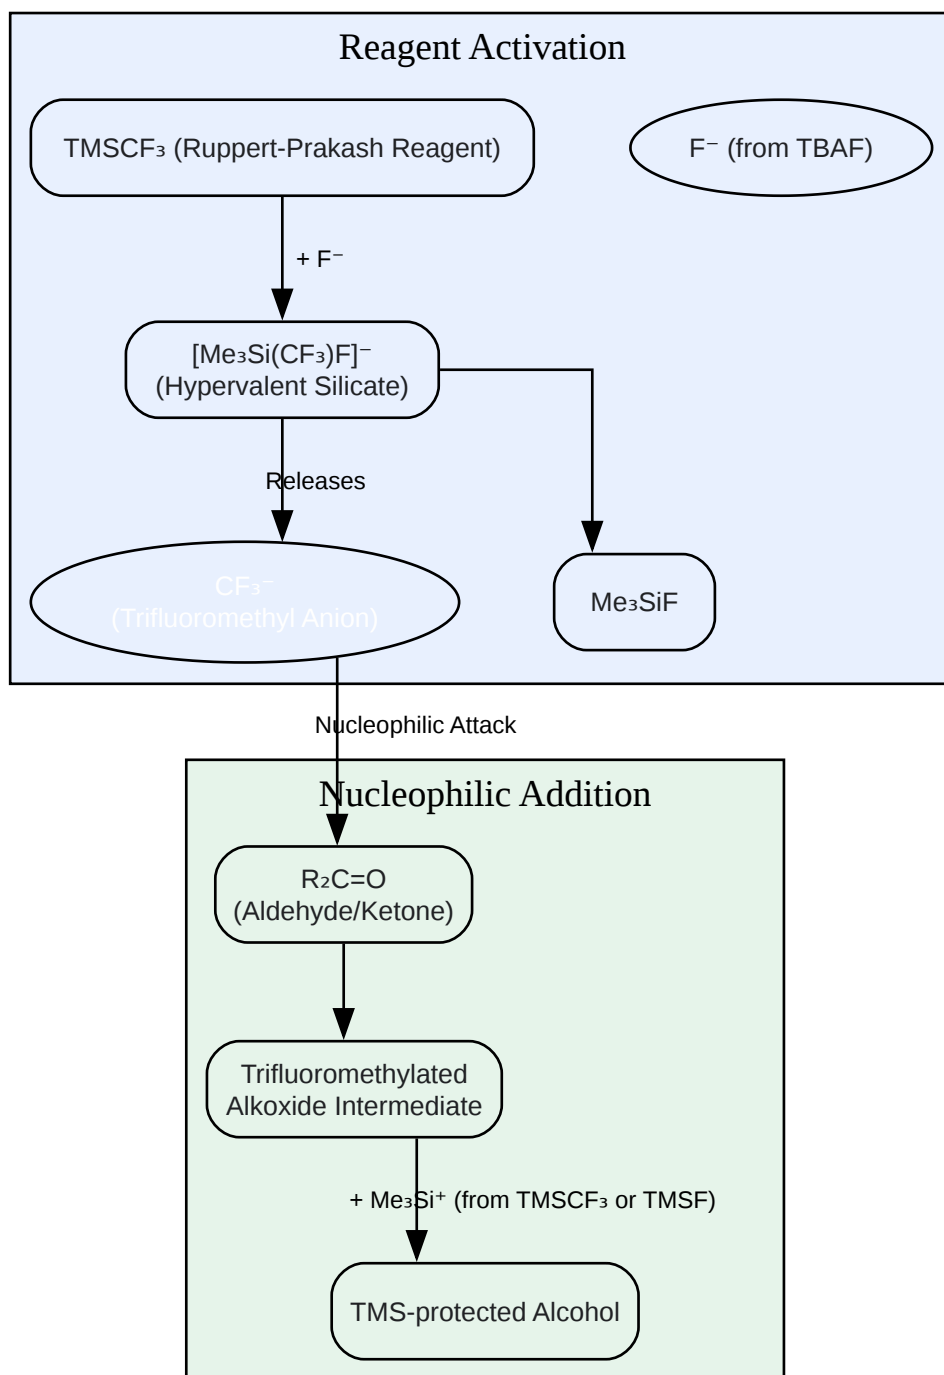 Reagent Activation
TMSCF₃ (Ruppert-Prakash Reagent)
F⁻ (from TBAF)
+ F⁻
[Me₃Si(CF₃)F]⁻
(Hypervalent Silicate)
Releases
CF₃⁻
(Trifluoromethyl Anion)
Me₃SiF
Nucleophilic Attack
Nucleophilic Addition
R₂C=O
(Aldehyde/Ketone)
Trifluoromethylated
Alkoxide Intermediate
+ Me₃Si⁺ (from TMSCF₃ or TMSF)
TMS-protected Alcohol